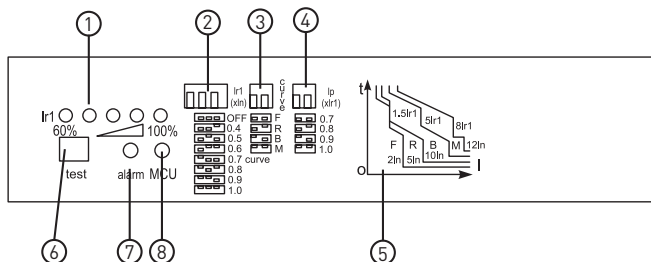 1
2
3
4
Ir1
60%
100%
test
alarm
MCU
Ir1
(xIn)
OFF
0.4
0.5
0.6
0.7
0.8
0.9
1.0
curve
F
R
B
M
curve
Ip
(xIr1)
0.7
0.8
0.9
1.0
t
1.5Ir1
5Ir1
8Ir1
F
R
B
M
12In
2In
5In
10In
I
O
5
6
7
8